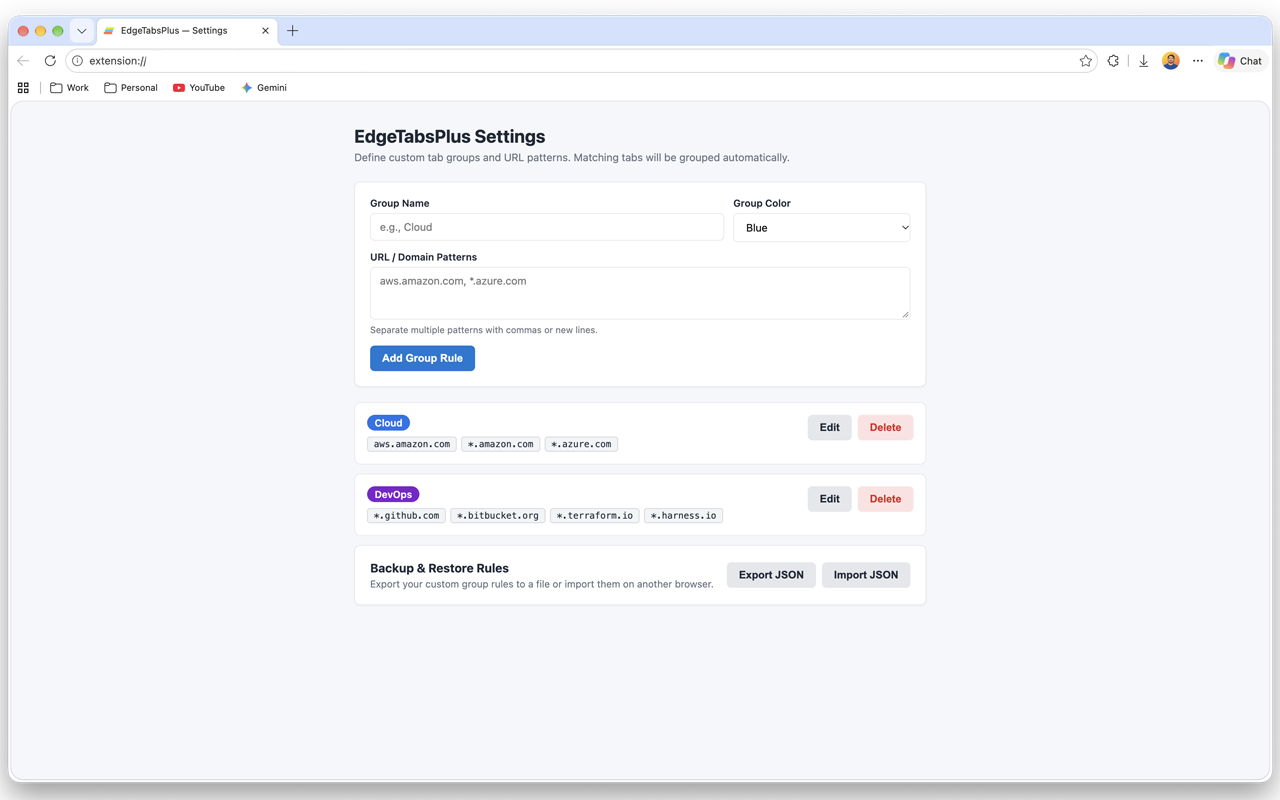 EdgeTabsPlus — Settings
extension://
Chat
Work
Personal
YouTube
Gemini
EdgeTabsPlus Settings
Define custom tab groups and URL patterns. Matching tabs will be grouped automatically.
Group Name
Group Color
e.g., Cloud
Blue
URL / Domain Patterns
aws.amazon.com, *.azure.com
Separate multiple patterns with commas or new lines.
Add Group Rule
Cloud
Edit
Delete
aws.amazon.com
*.amazon.com
*.azure.com
DevOps
Edit
Delete
*.github.com
*.bitbucket.org
*.terraform.io
*.harness.io
Backup & Restore Rules
Export your custom group rules to a file or import them on another browser.
Export JSON
Import JSON